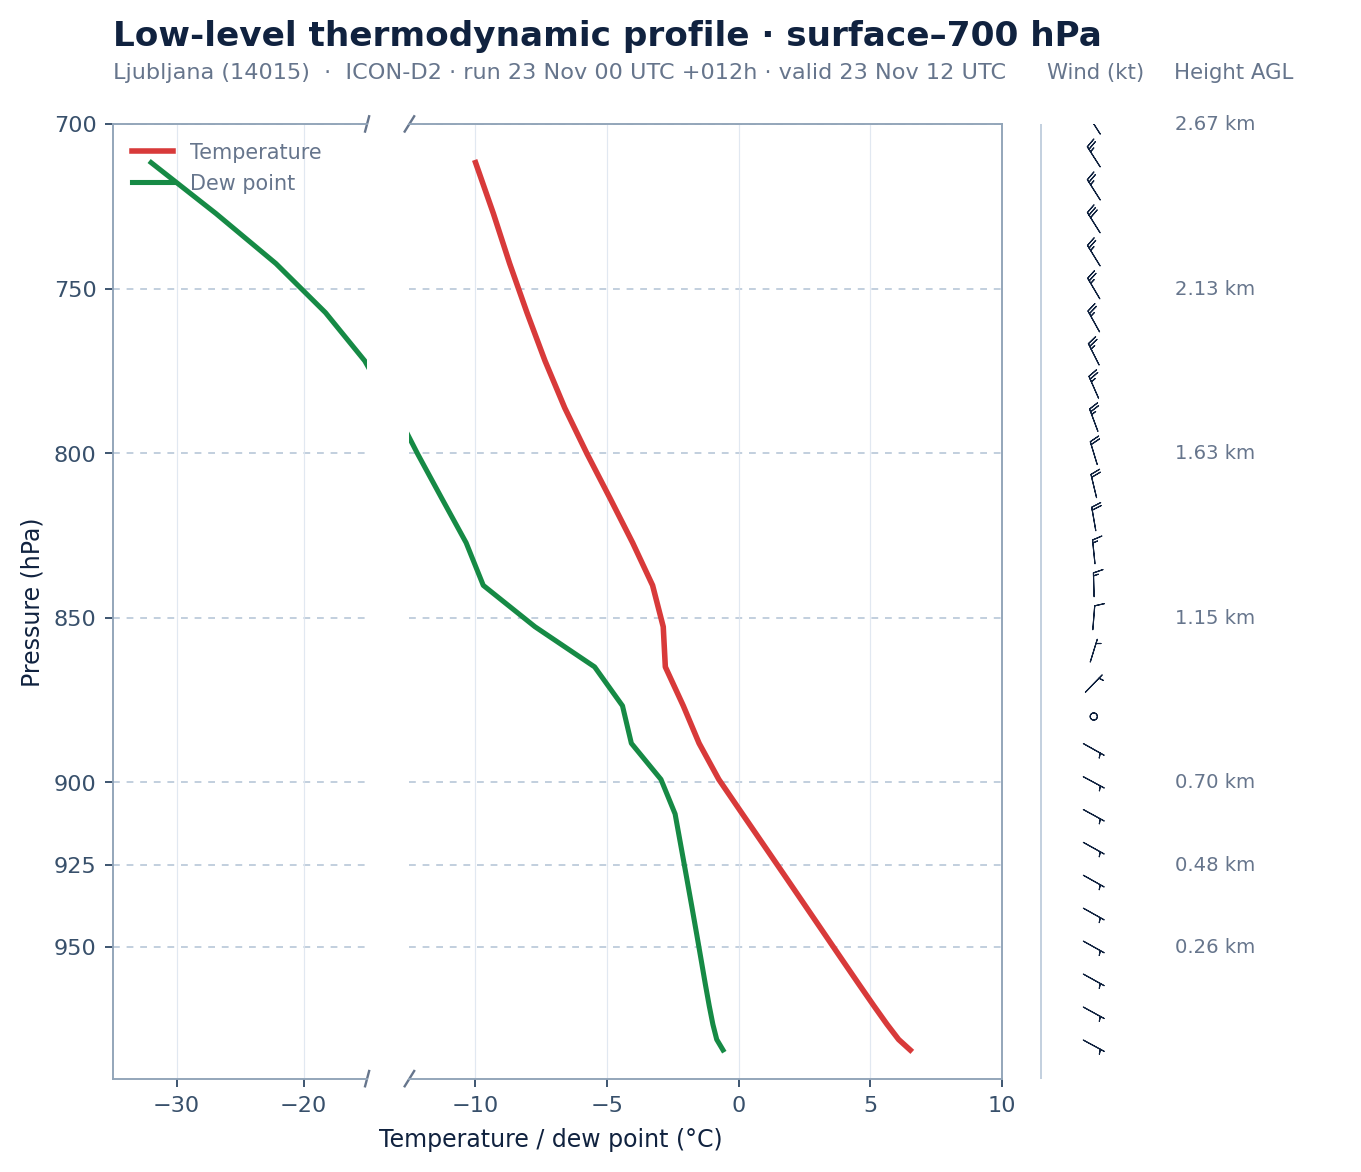 Low-level thermodynamic profile · surface–700 hPa
Ljubljana (14015)  ·  ICON-D2 · run 23 Nov 00 UTC +012h · valid 23 Nov 12 UTC
Wind (kt)
Height AGL
Temperature
Dew point
Pressure (hPa)
700
750
800
850
900
925
950
2.67 km
2.13 km
1.63 km
1.15 km
0.70 km
0.48 km
0.26 km
−30
−20
−10
−5
0
5
10
Temperature / dew point (°C)